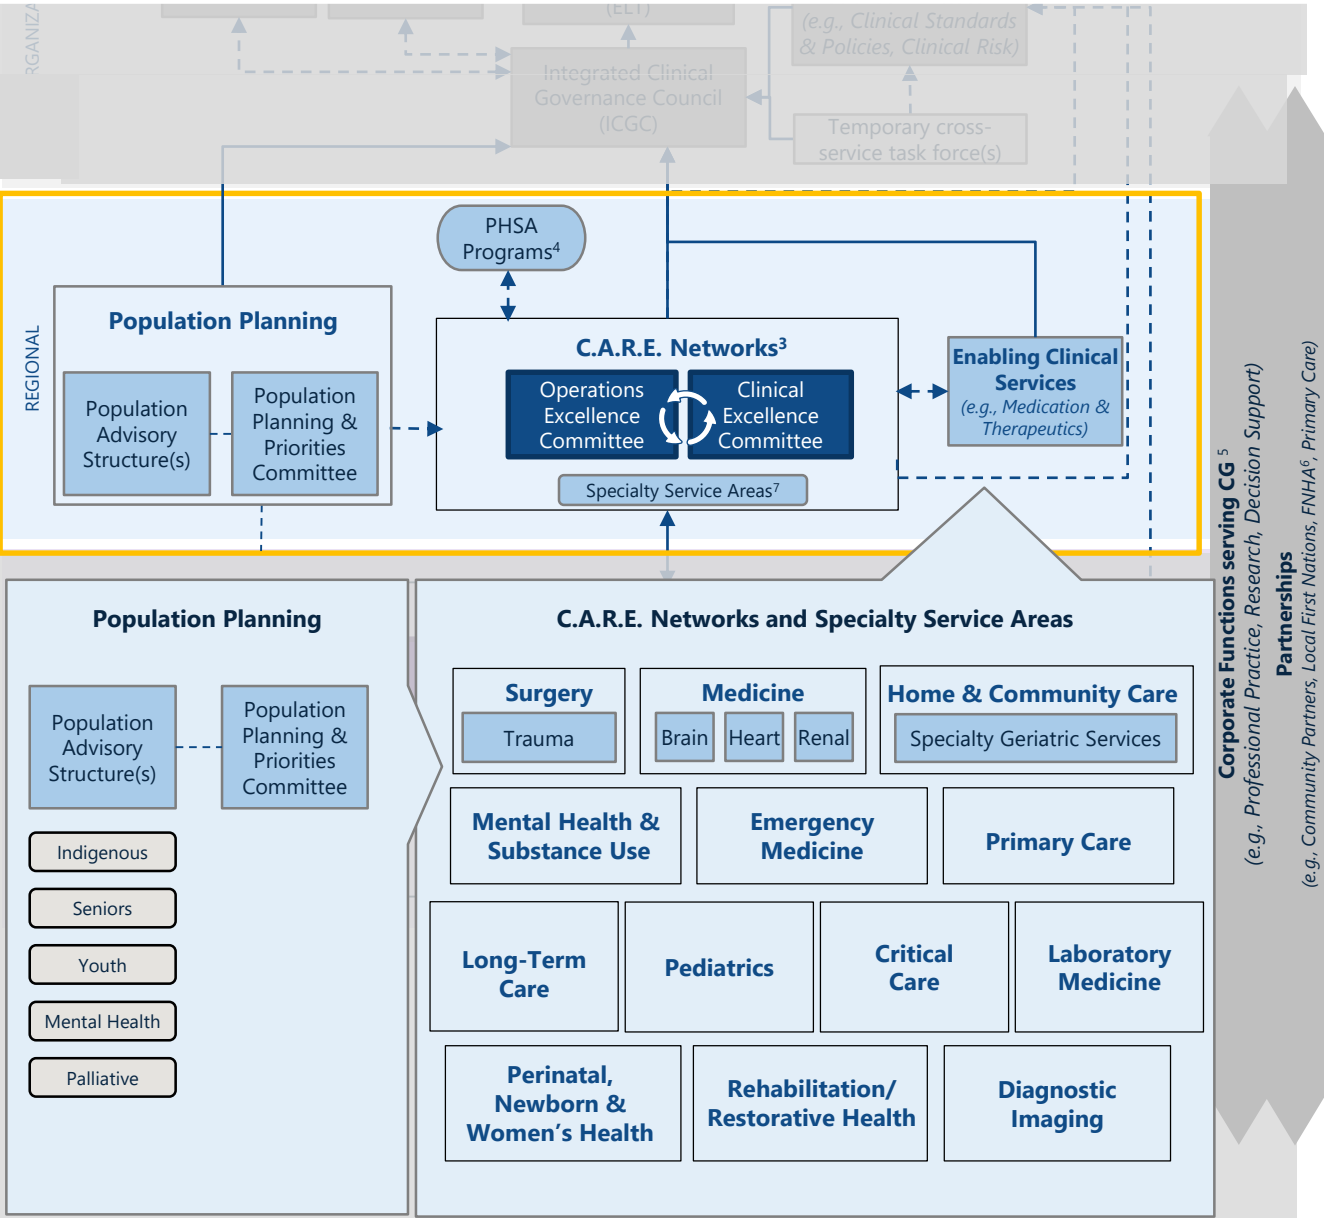 RGANIZA
(ELT)
(e.g., Clinical Standards
& Policies, Clinical Risk)
Integrated Clinical
Governance Council
(ICGC)
Temporary cross-
service task force(s)
REGIONAL
PHSA
Programs⁴
Population Planning
Population
Advisory
Structure(s)
Population
Planning &
Priorities
Committee
C.A.R.E. Networks³
Operations
Excellence
Committee
Clinical
Excellence
Committee
Specialty Service Areas⁷
Enabling Clinical
Services
(e.g., Medication &
Therapeutics)
Corporate Functions serving CG ⁵
(e.g., Professional Practice, Research, Decision Support)
Partnerships
(e.g., Community Partners, Local First Nations, FNHA⁶, Primary Care)
Population Planning
Population
Advisory
Structure(s)
Population
Planning &
Priorities
Committee
Indigenous
Seniors
Youth
Mental Health
Palliative
C.A.R.E. Networks and Specialty Service Areas
Surgery
Trauma
Medicine
Brain
Heart
Renal
Home & Community Care
Specialty Geriatric Services
Mental Health &
Substance Use
Emergency
Medicine
Primary Care
Long-Term
Care
Pediatrics
Critical
Care
Laboratory
Medicine
Perinatal,
Newborn &
Women's Health
Rehabilitation/
Restorative Health
Diagnostic
Imaging